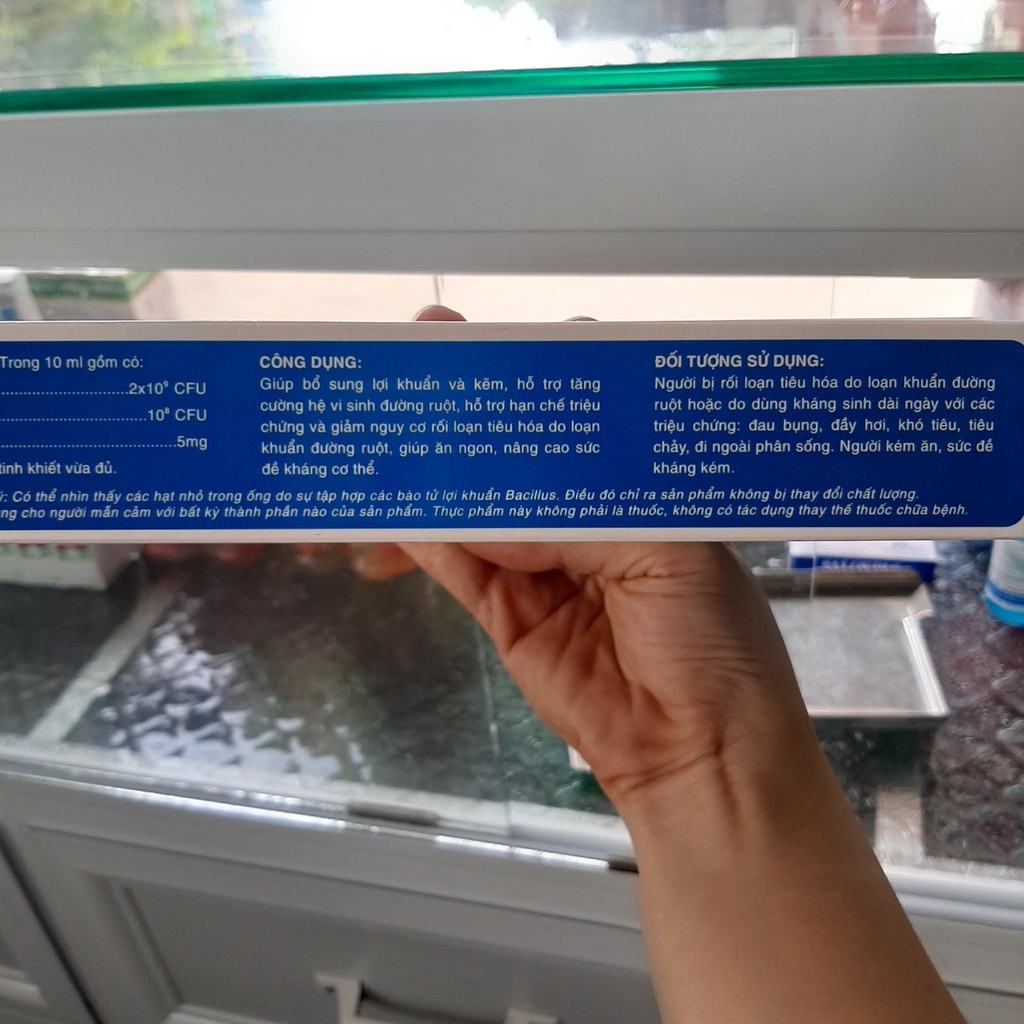 Trong 10 ml gồm có:
................................2x10⁹ CFU
....................................10⁸ CFU
...........................................5mg
tinh khiết vừa đủ.
CÔNG DỤNG:
Giúp bổ sung lợi khuẩn và kẽm, hỗ trợ tăng
cường hệ vi sinh đường ruột, hỗ trợ hạn chế triệu
chứng và giảm nguy cơ rối loạn tiêu hóa do loạn
khuẩn đường ruột, giúp ăn ngon, nâng cao sức
đề kháng cơ thể.
ĐỐI TƯỢNG SỬ DỤNG:
Người bị rối loạn tiêu hóa do loạn khuẩn đường
ruột hoặc do dùng kháng sinh dài ngày với các
triệu chứng: đau bụng, đầy hơi, khó tiêu, tiêu
chảy, đi ngoài phân sống. Người kém ăn, sức đề
kháng kém.
Có thể nhìn thấy các hạt nhỏ trong ống do sự tập hợp các bào tử lợi khuẩn Bacillus. Điều đó chỉ ra sản phẩm không bị thay đổi chất lượng.
cho người mẫn cảm với bất kỳ thành phần nào của sản phẩm. Thực phẩm này không phải là thuốc, không có tác dụng thay thế thuốc chữa bệnh.